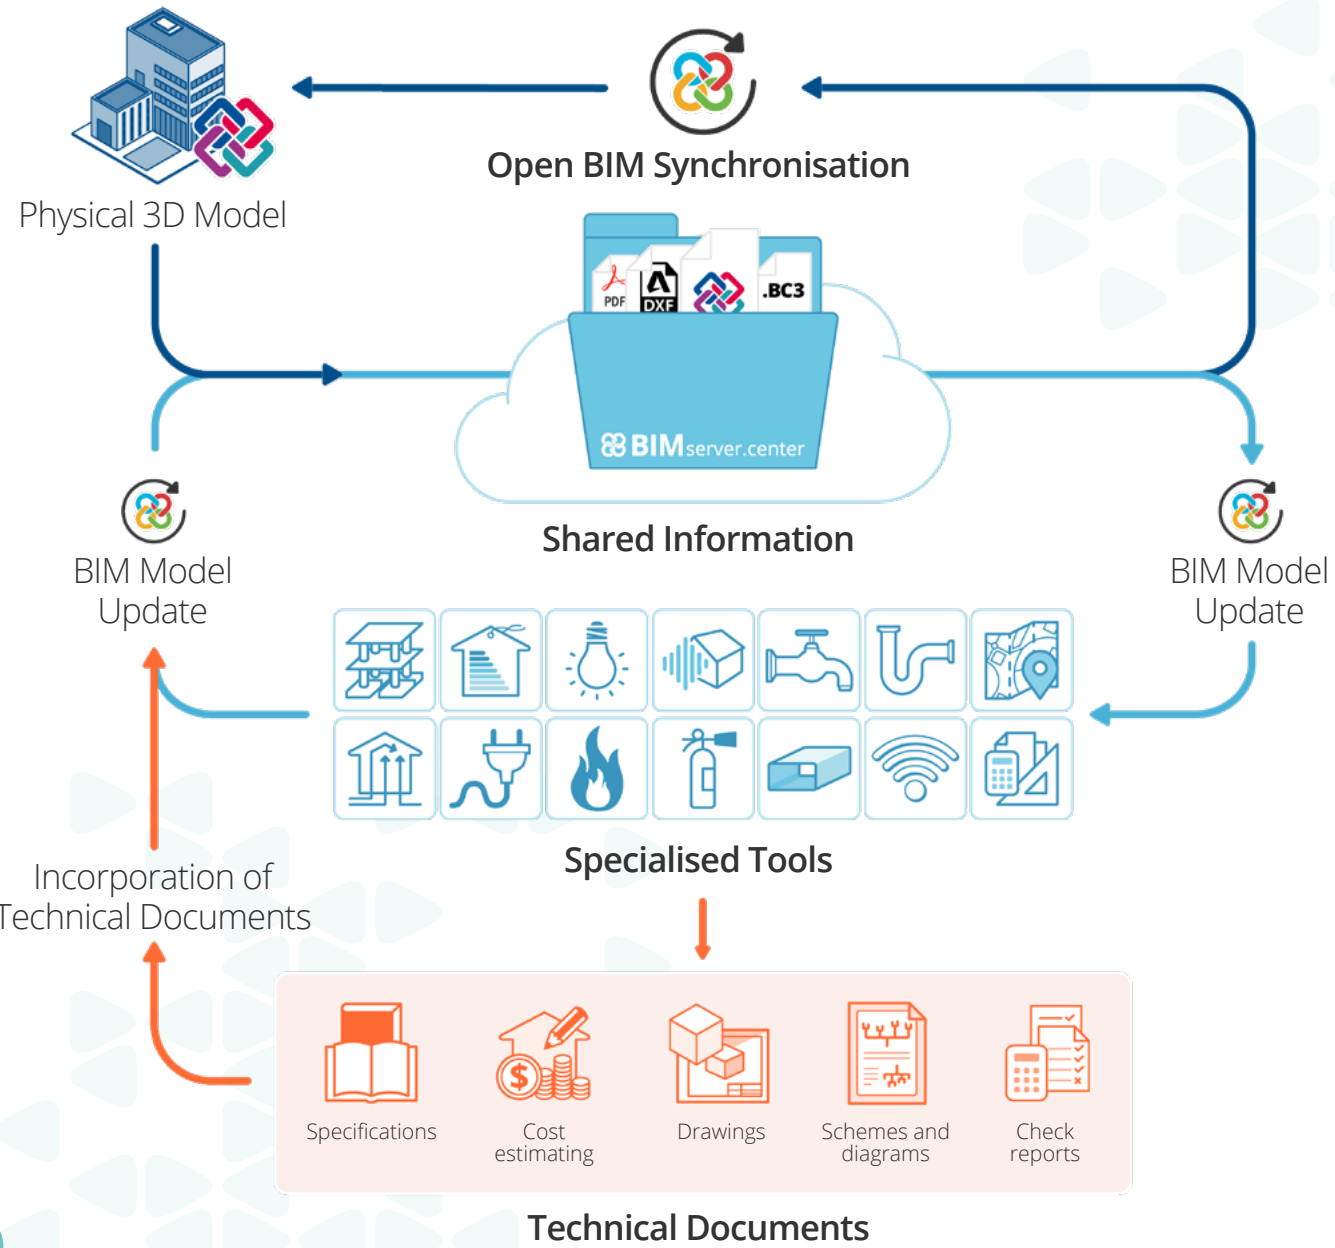 Open BIM Synchronisation
Physical 3D Model
PDF
DXF
.BC3
BIMserver.center
Shared Information
BIM Model
Update
BIM Model
Update
Specialised Tools
Incorporation of
Technical Documents
$
Specifications
Cost
estimating
Drawings
Schemes and
diagrams
Check
reports
Technical Documents